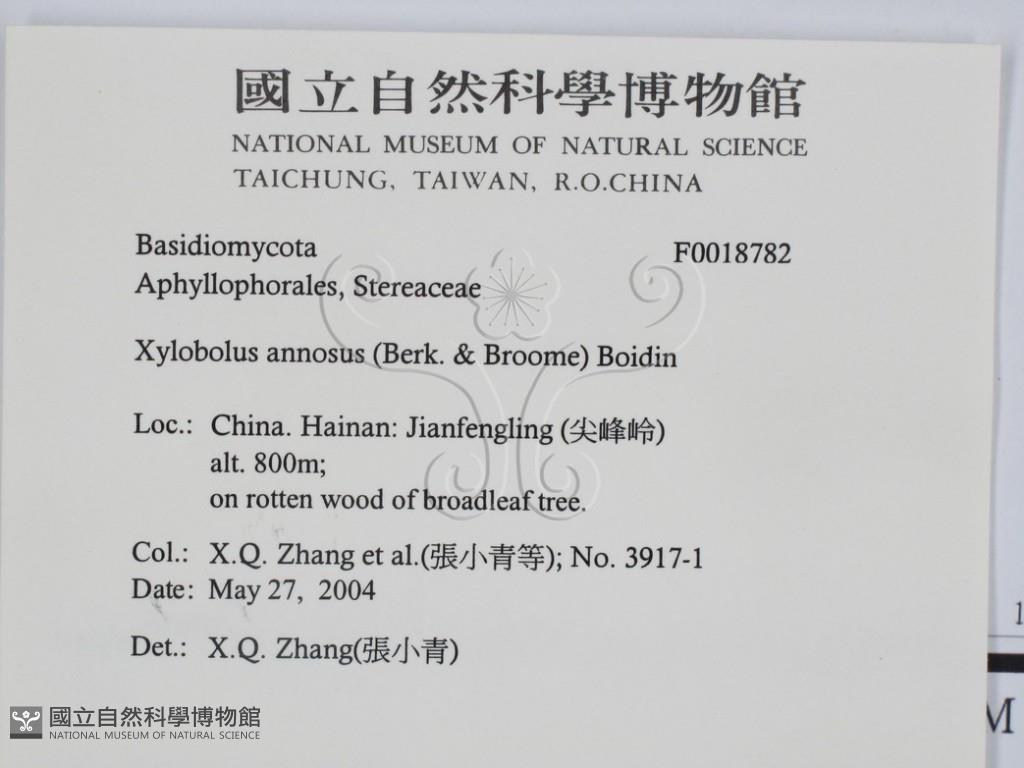 國立自然科學博物館
NATIONAL MUSEUM OF NATURAL SCIENCE
TAICHUNG, TAIWAN, R.O.CHINA
Basidiomycota F0018782
Aphyllophorales, Stereaceae
Xylobolus annosus (Berk. & Broome) Boidin
Loc.: China. Hainan: Jianfengling (尖峰岭)
alt. 800m;
on rotten wood of broadleaf tree.
Col.: X.Q. Zhang et al.(張小青等); No. 3917-1
Date: May 27, 2004
Det.: X.Q. Zhang(張小青)
1
M
國立自然科學博物館
NATIONAL MUSEUM OF NATURAL SCIENCE